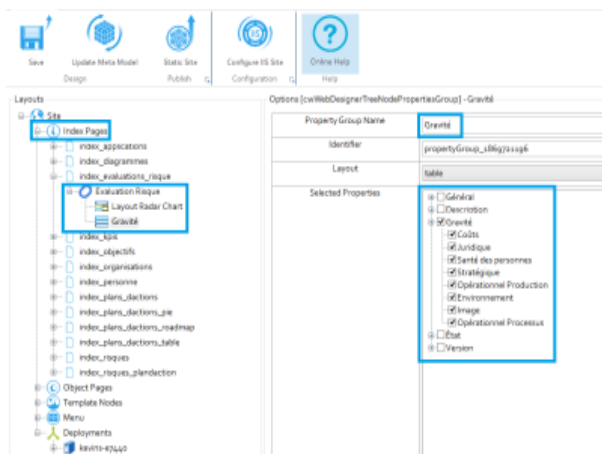 Save
Update Meta Model
Static Site
Configure IIS Site
Online Help
Design
Publish
Configuration
Help
Layouts
Site
Index Pages
index_applications
index_diagrammes
index_evaluations_risque
Evaluation Risque
Layout Radar Chart
Gravité
index_kpis
index_objectifs
index_organisations
index_personne
index_plans_dactions
index_plans_dactions_pie
index_plans_dactions_roadmap
index_plans_dactions_table
index_risques
index_risques_plandaction
Object Pages
Template Nodes
Menu
Deployments
kevins-e7440
Options [cwWebDesignerTreeNodePropertiesGroup] - Gravité
Property Group Name
Gravité
Identifier
propertyGroup_1869721196
Layout
table
Selected Properties
Général
Description
Gravité
Coûts
Juridique
Santé des personnes
Stratégique
Opérationnel Production
Environnement
Image
Opérationnel Processus
État
Version